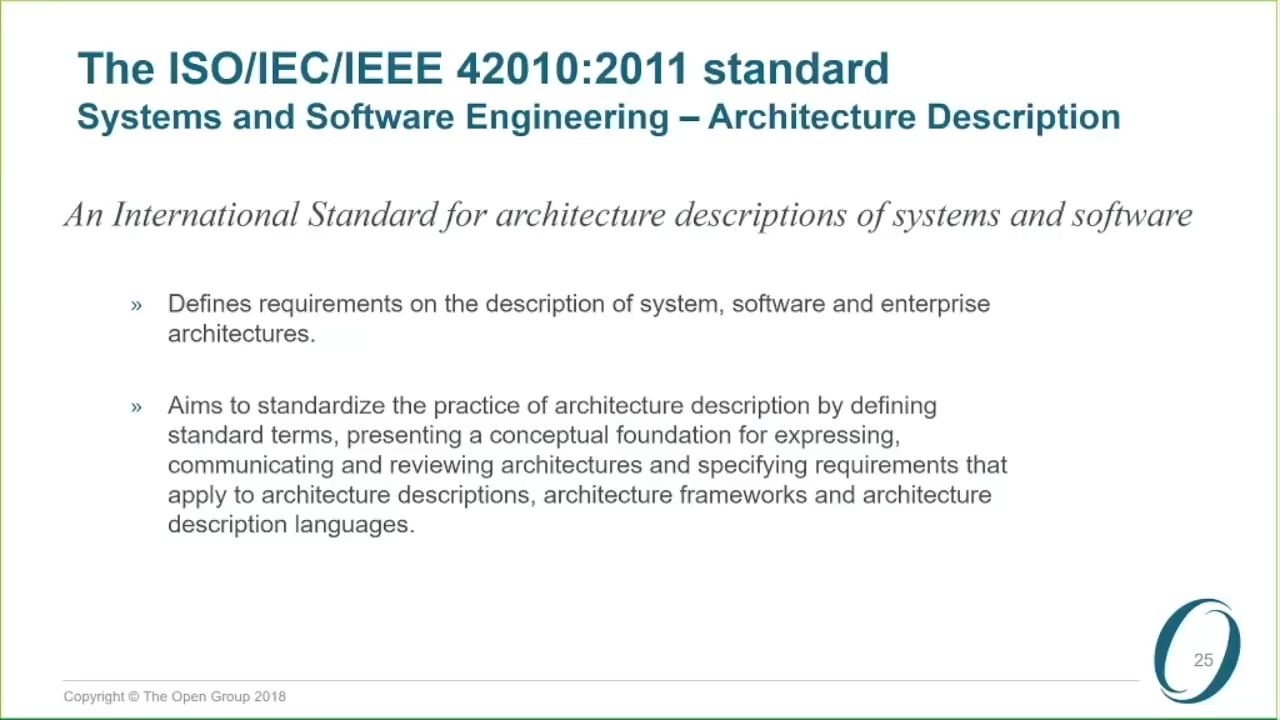 The ISO/IEC/IEEE 42010:2011 standard
Systems and Software Engineering – Architecture Description
An International Standard for architecture descriptions of systems and software
» Defines requirements on the description of system, software and enterprise
architectures.
» Aims to standardize the practice of architecture description by defining
standard terms, presenting a conceptual foundation for expressing,
communicating and reviewing architectures and specifying requirements that
apply to architecture descriptions, architecture frameworks and architecture
description languages.
25
Copyright © The Open Group 2018